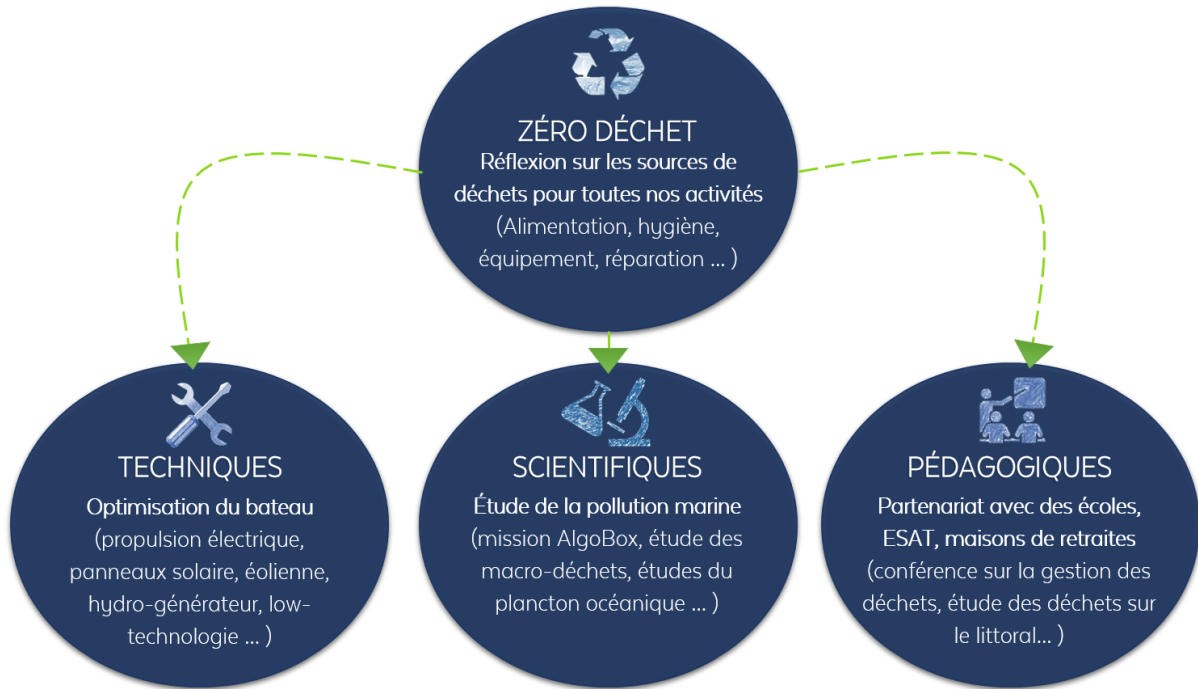 ZÉRO DÉCHET
Réflexion sur les sources de
déchets pour toutes nos activités
(Alimentation, hygiène,
équipement, réparation ... )
TECHNIQUES
Optimisation du bateau
(propulsion électrique,
panneaux solaire, éolienne,
hydro-générateur, low-
technologie ... )
SCIENTIFIQUES
Étude de la pollution marine
(mission AlgoBox, étude des
macro-déchets, études du
plancton océanique ... )
PÉDAGOGIQUES
Partenariat avec des écoles,
ESAT, maisons de retraites
(conférence sur la gestion des
déchets, étude des déchets sur
le littoral... )